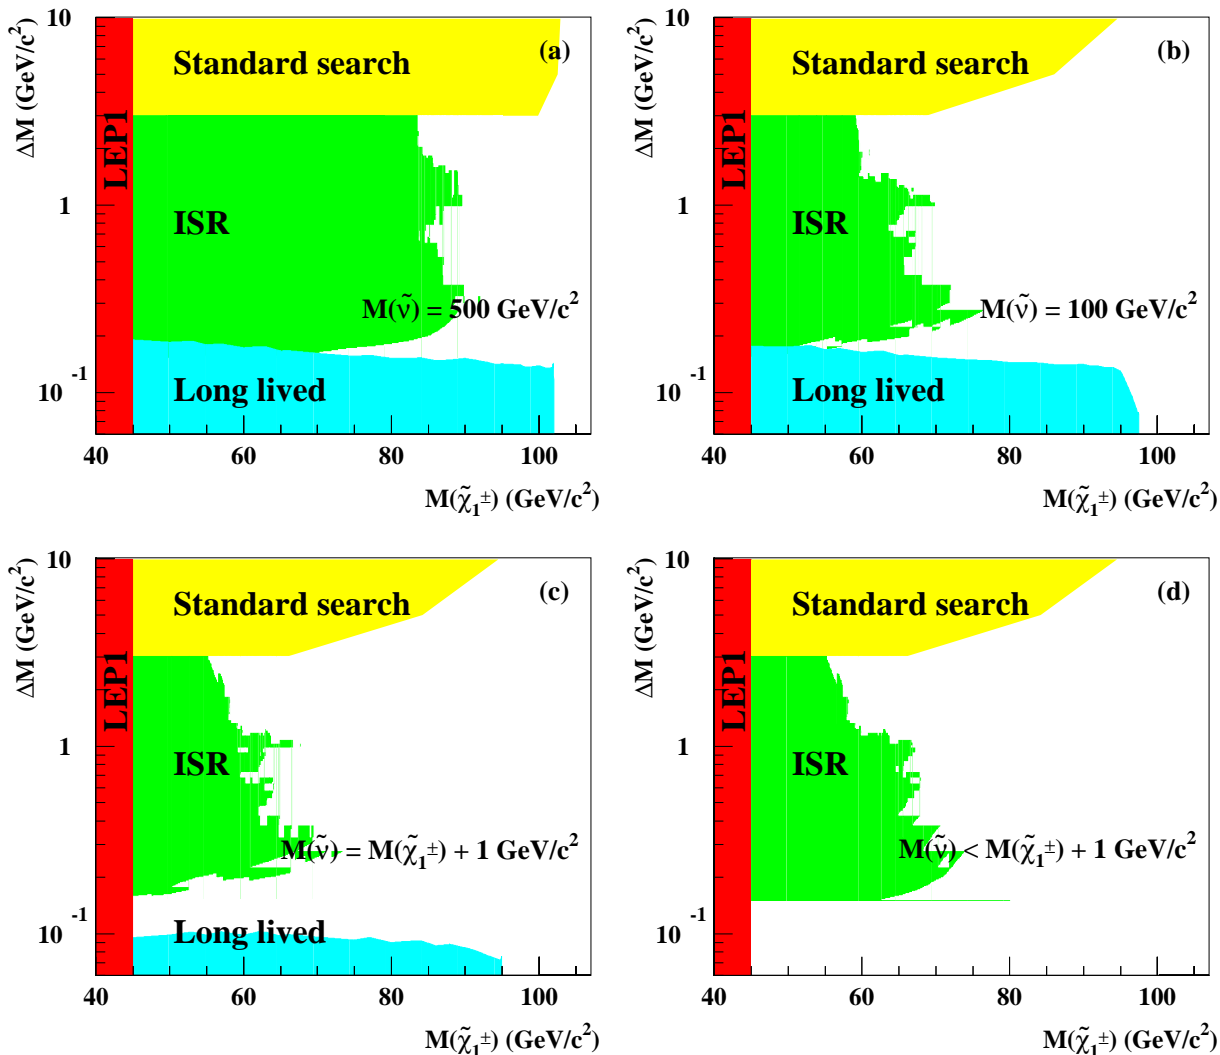 ΔM (GeV/c²)
10
1
10⁻¹
LEP1
Standard search
(a)
ISR
M(ν̃) = 500 GeV/c²
Long lived
40 60 80 100
M(χ̃₁±) (GeV/c²)
ΔM (GeV/c²)
10
1
10⁻¹
LEP1
Standard search
(b)
ISR
M(ν̃) = 100 GeV/c²
Long lived
40 60 80 100
M(χ̃₁±) (GeV/c²)
ΔM (GeV/c²)
10
1
10⁻¹
LEP1
Standard search
(c)
ISR
M(ν̃) = M(χ̃₁±) + 1 GeV/c²
Long lived
40 60 80 100
M(χ̃₁±) (GeV/c²)
ΔM (GeV/c²)
10
1
10⁻¹
LEP1
Standard search
(d)
ISR
M(ν̃) < M(χ̃₁±) + 1 GeV/c²
40 60 80 100
M(χ̃₁±) (GeV/c²)